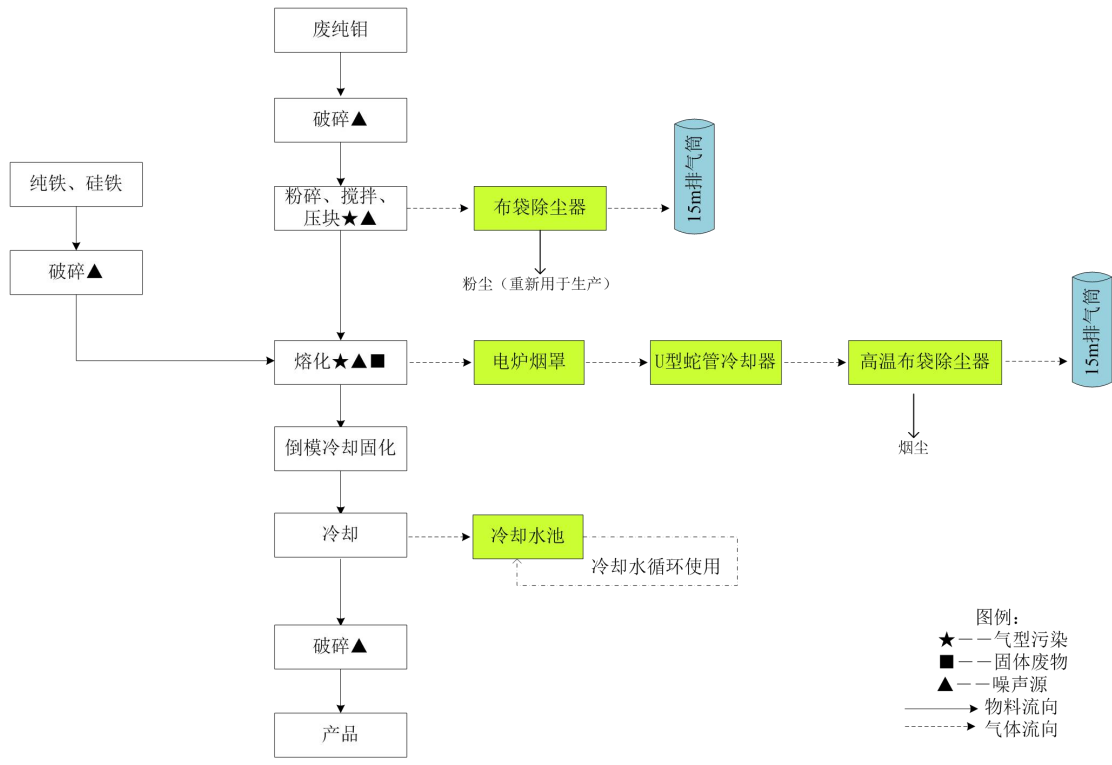 废纯钼
破碎▲
纯铁、硅铁
破碎▲
粉碎、搅拌、
压块★▲
布袋除尘器
15m排气筒
粉尘（重新用于生产）
熔化★▲■
电炉烟罩
U型蛇管冷却器
高温布袋除尘器
15m排气筒
烟尘
倒模冷却固化
冷却
冷却水池
冷却水循环使用
破碎▲
产品
图例：
★——气型污染
■——固体废物
▲——噪声源
物料流向
气体流向